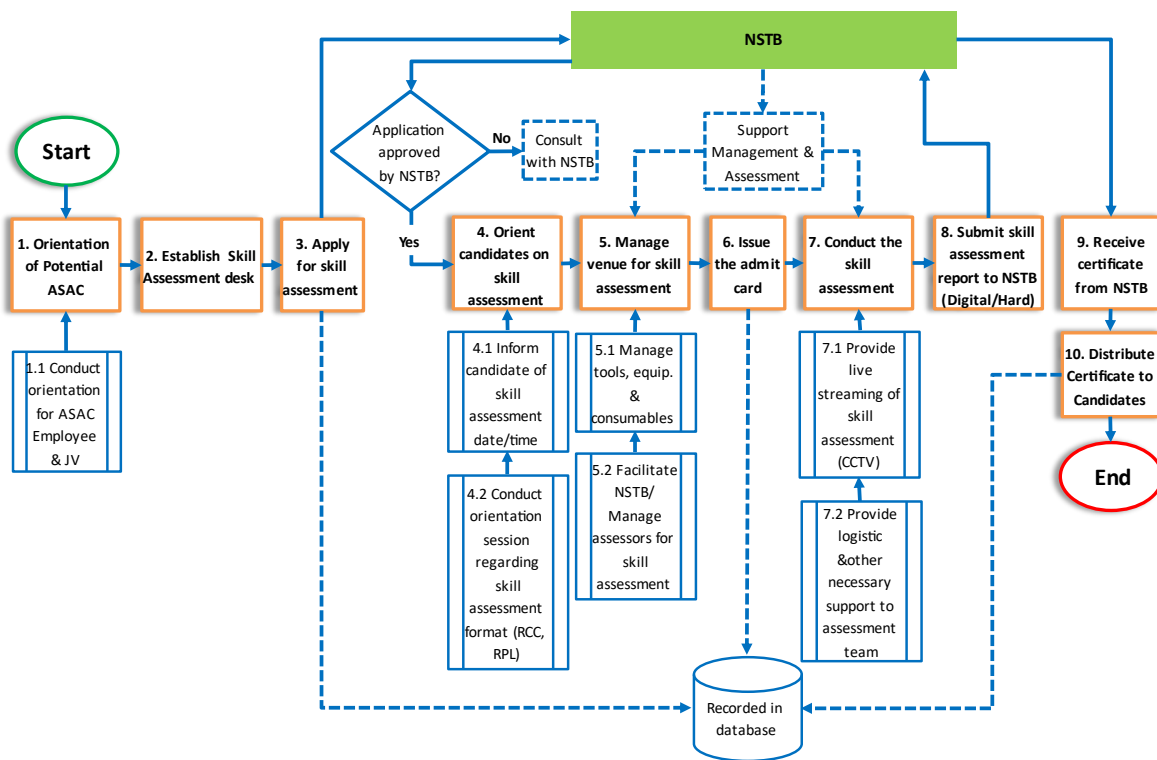 NSTB
Application
approved
by NSTB?
No
Consult
with NSTB
Support
Management &
Assessment
Start
Yes
1. Orientation
of Potential
ASAC
2. Establish Skill
Assessment desk
3. Apply
for skill
assessment
4. Orient
candidates on
skill
assessment
5. Manage
venue for skill
assessment
6. Issue
the admit
card
7. Conduct the
skill
assessment
8. Submit skill
assessment
report to NSTB
(Digital/Hard)
9. Receive
certificate
from NSTB
1.1 Conduct
orientation
for ASAC
Employee
& JV
4.1 Inform
candidate of
skill
assessment
date/time
5.1 Manage
tools, equip.
&
consumables
7.1 Provide
live
streaming of
skill
assessment
(CCTV)
10. Distribute
Certificate to
Candidates
End
4.2 Conduct
orientation
session
regarding
skill
assessment
format (RCC,
RPL)
5.2 Facilitate
NSTB/
Manage
assessors for
skill
assessment
7.2 Provide
logistic
&other
necessary
support to
assessment
team
Recorded in
database